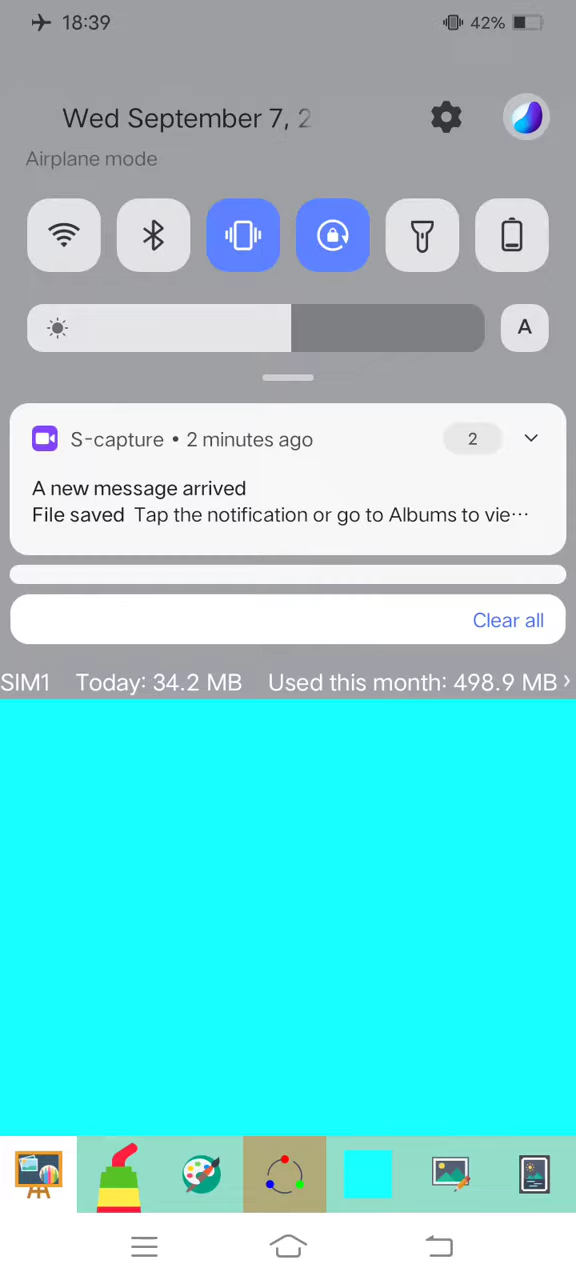 18:39
42%
Wed September 7, 2
Airplane mode
A
S-capture • 2 minutes ago
2
A new message arrived
File saved Tap the notification or go to Albums to vie···
Clear all
SIM1 Today: 34.2 MB Used this month: 498.9 MB